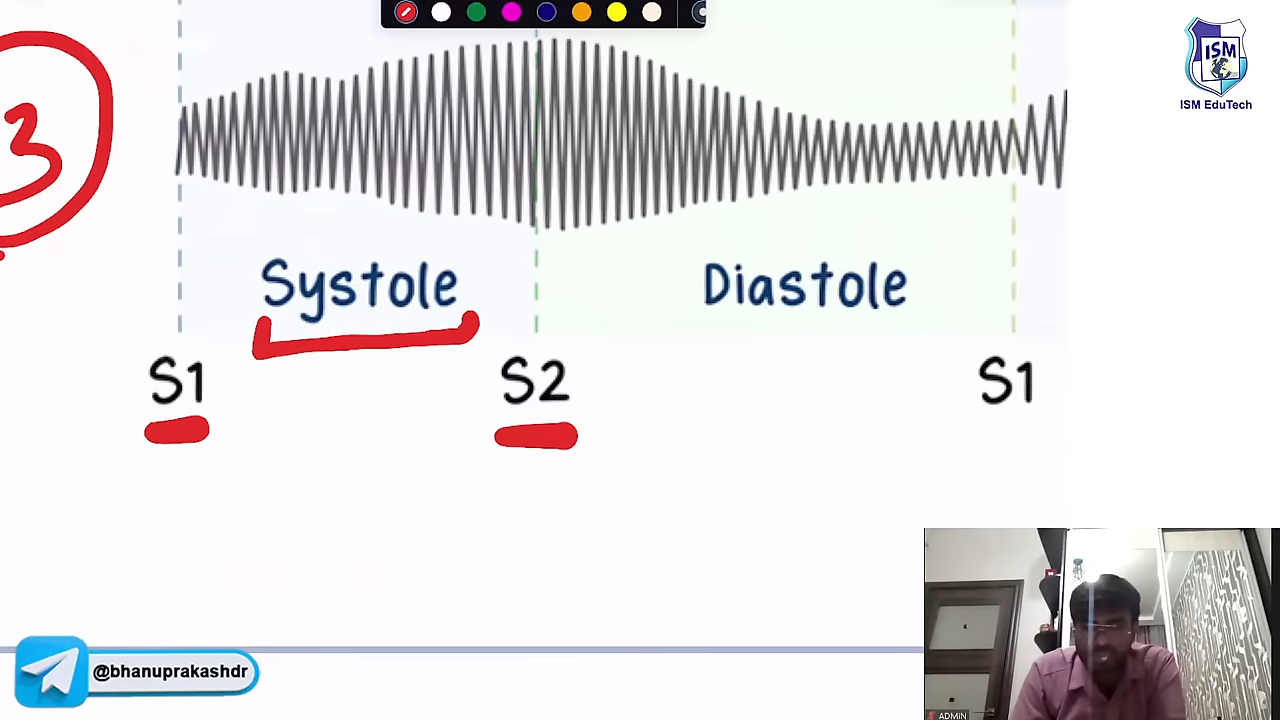 ISM
ISM EduTech
3
Systole
Diastole
S1
S2
S1
@bhanuprakashdr
ADMIN